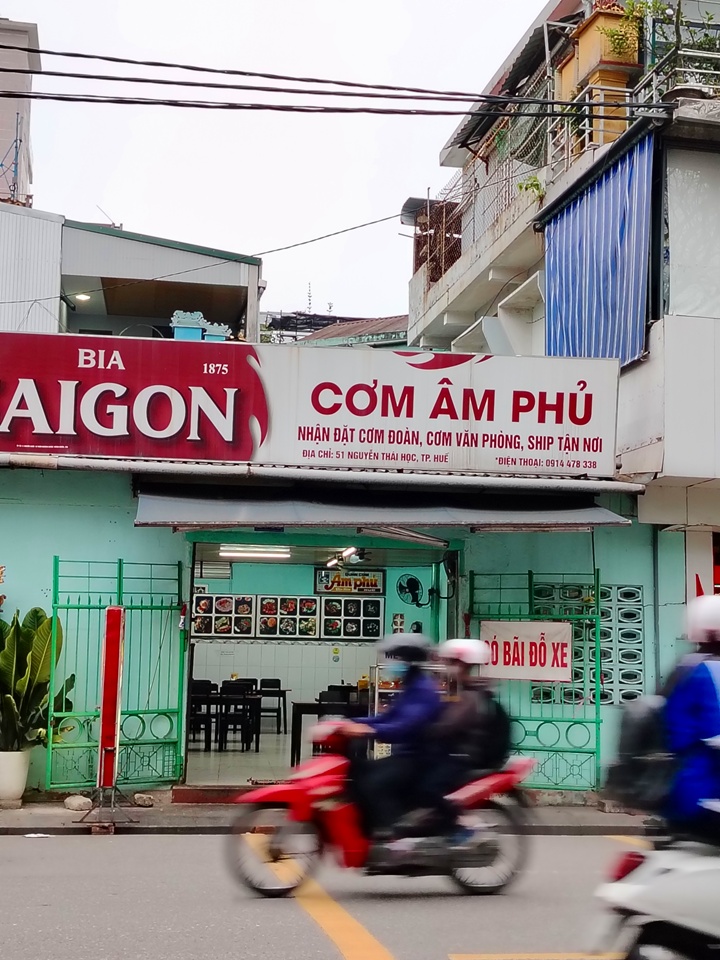 BIA
1875
AIGON
CƠM ÂM PHỦ
NHẬN ĐẶT CƠM ĐOÀN, CƠM VĂN PHÒNG, SHIP TẬN NƠI
ĐỊA CHỈ: 51 NGUYỄN THÁI HỌC, TP. HUẾ
*ĐIỆN THOẠI: 0914 478 338
Âm phủ
Ó BÃI ĐỖ XE